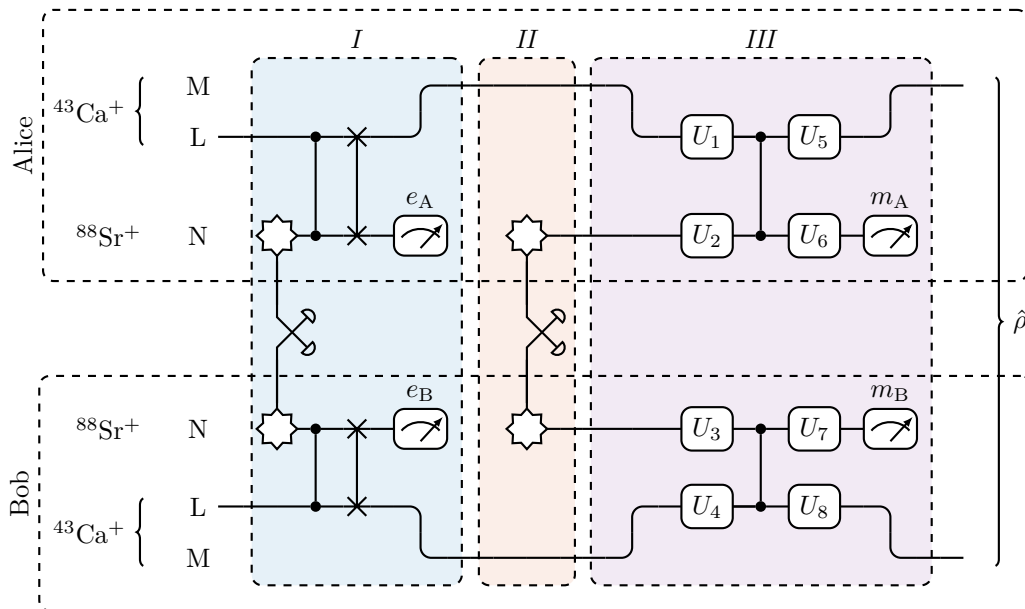 I II III
Alice
⁴³Ca⁺ M
L
U₁ U₅
⁸⁸Sr⁺ N
e_A
U₂ U₆
m_A
ρ̂
Bob
⁸⁸Sr⁺ N
e_B
U₃ U₇
m_B
⁴³Ca⁺ L
M
U₄ U₈